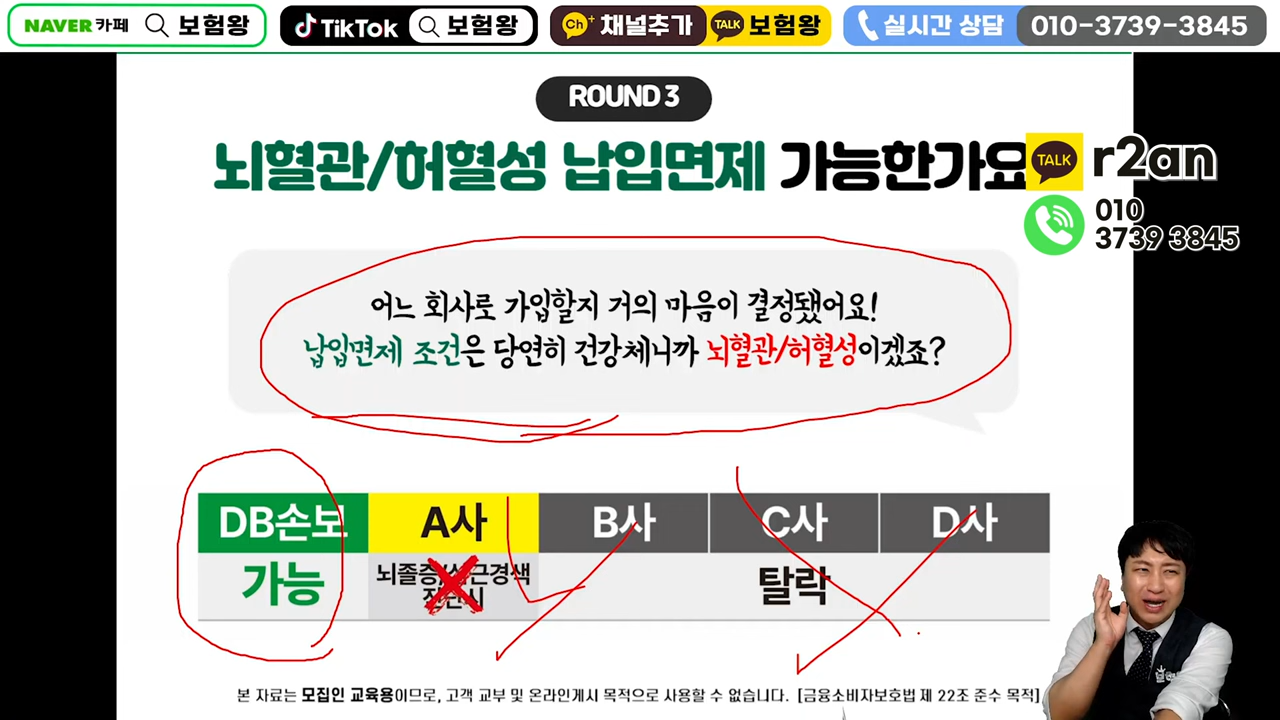 NAVER 카페 보험왕 TikTok 보험왕 Ch+ 채널추가 TALK 보험왕 실시간 상담 010-3739-3845
ROUND 3
뇌혈관/허혈성 납입면제 가능한가요
TALK r2an
010
3739 3845
어느 회사로 가입할지 거의 마음이 결정됐어요!
납입면제 조건은 당연히 건강체니까 뇌혈관/허혈성이겠죠?
DB손보 A사 B사 C사 D사
가능 탈락
본 자료는 모집인 교육용이므로, 고객 교부 및 온라인게시 목적으로 사용할 수 없습니다. [금융소비자보호법 제 22조 준수 목적]